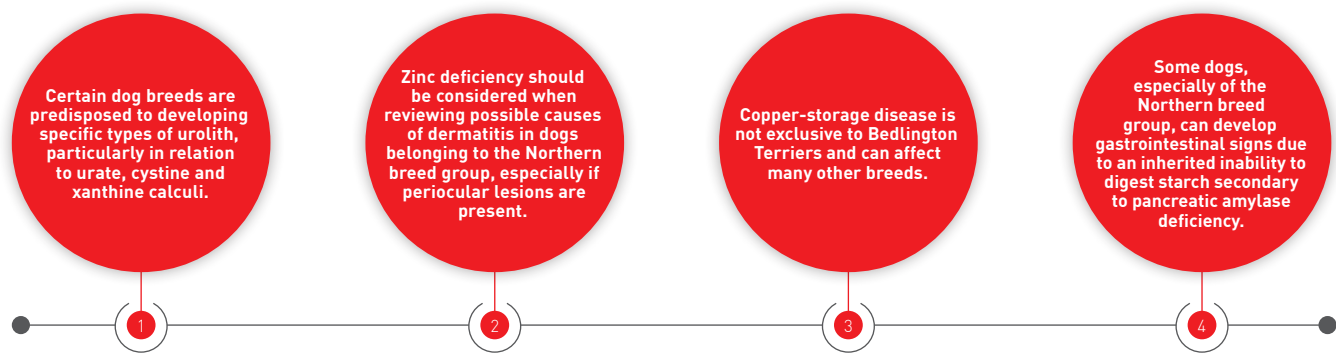 Certain dog breeds are
predisposed to developing
specific types of urolith,
particularly in relation
to urate, cystine and
xanthine calculi.
1
Zinc deficiency should
be considered when
reviewing possible causes
of dermatitis in dogs
belonging to the Northern
breed group, especially if
periocular lesions are
present.
2
Copper-storage disease is
not exclusive to Bedlington
Terriers and can affect
many other breeds.
3
Some dogs,
especially of the
Northern breed
group, can develop
gastrointestinal signs due
to an inherited inability to
digest starch secondary
to pancreatic amylase
deficiency.
4